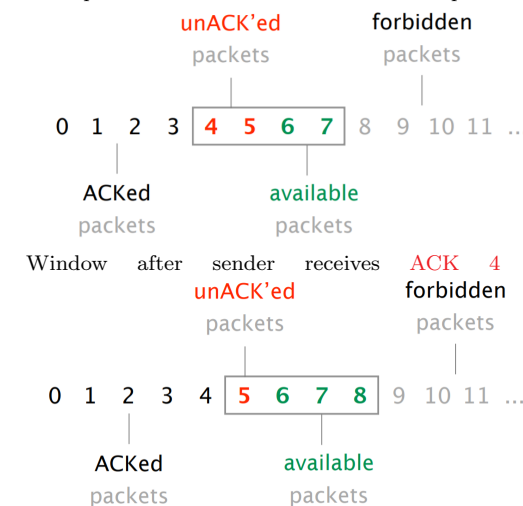 unACK'ed forbidden
packets packets
0 1 2 3 4 5 6 7 8 9 10 11 ..
ACKed available
packets packets
Window after sender receives ACK 4
unACK'ed forbidden
packets packets
0 1 2 3 4 5 6 7 8 9 10 11 ...
ACKed available
packets packets